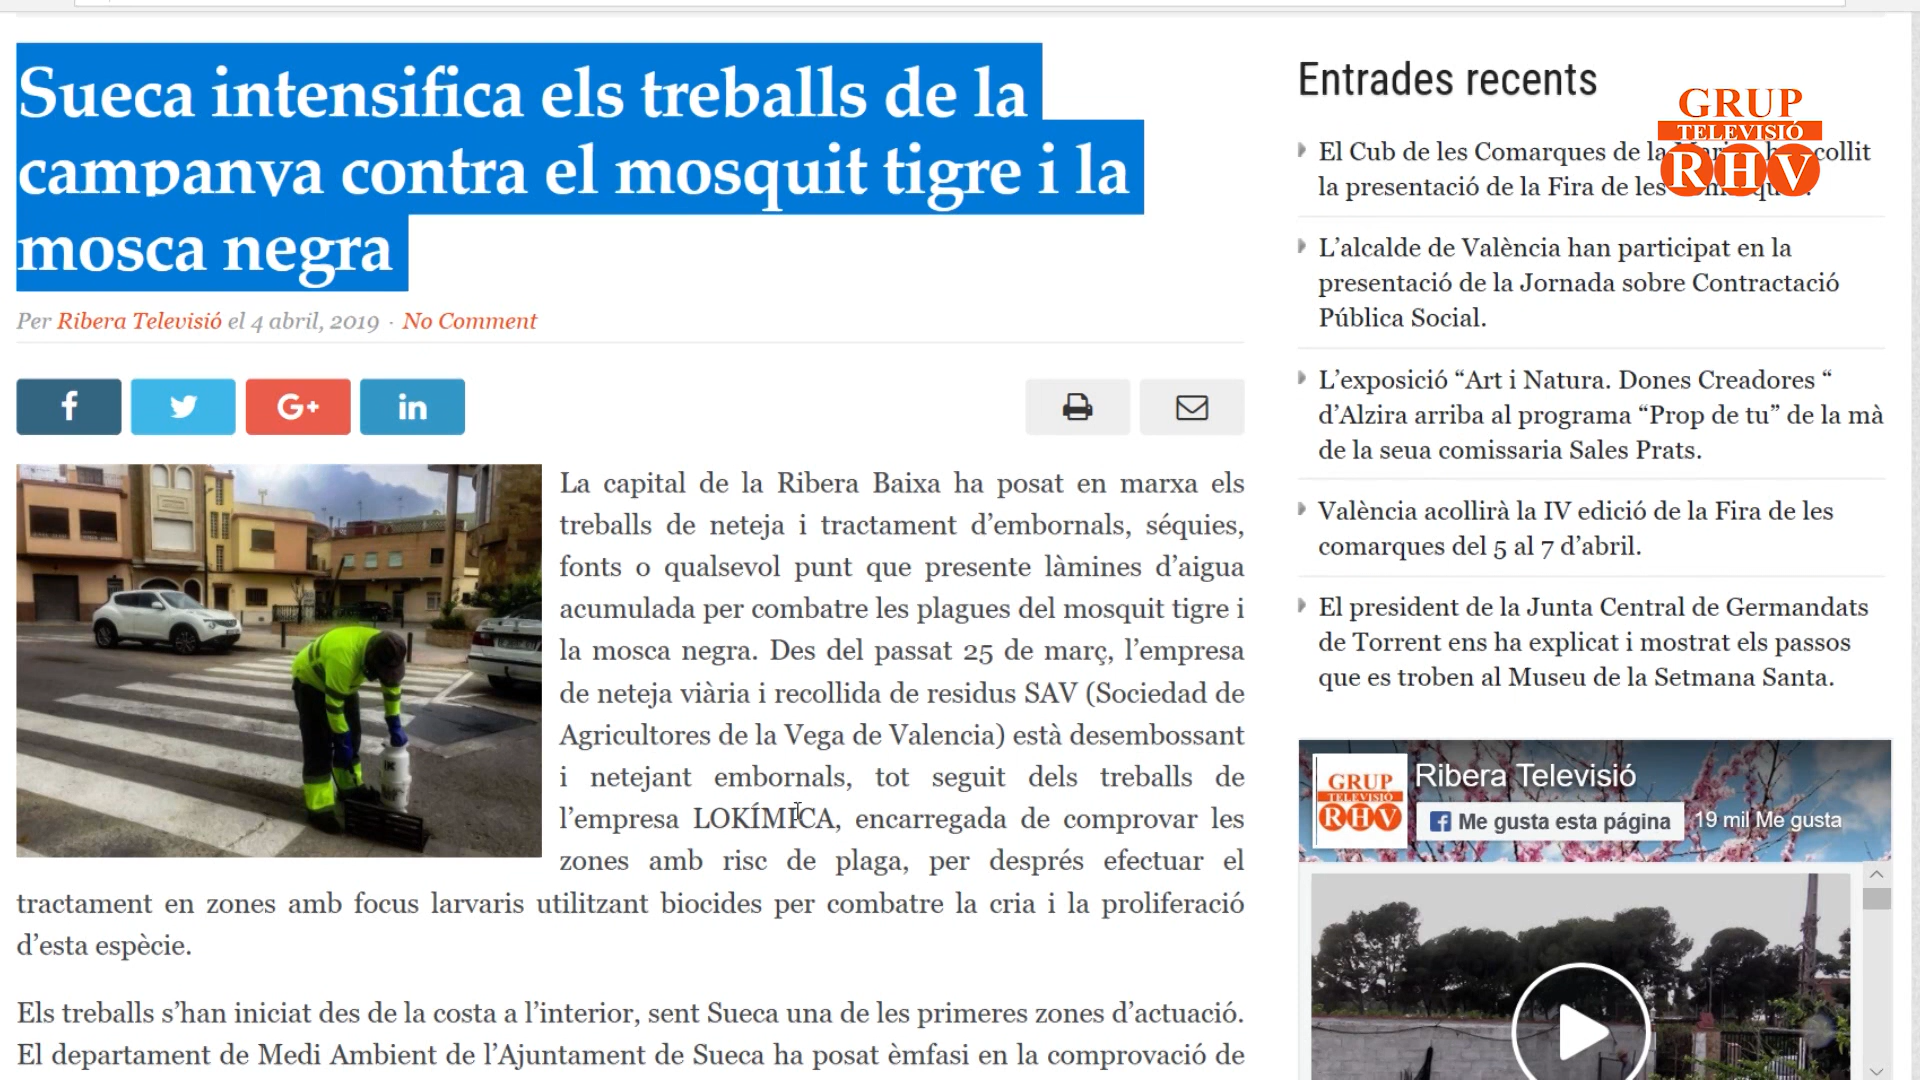 Sueca intensifica els treballs de la
campanya contra el mosquit tigre i la
mosca negra
Per Ribera Televisió el 4 abril, 2019 · No Comment
f
G+
in
La capital de la Ribera Baixa ha posat en marxa els
treballs de neteja i tractament d’embornals, séquies,
fonts o qualsevol punt que presente làmines d’aigua
acumulada per combatre les plagues del mosquit tigre i
la mosca negra. Des del passat 25 de març, l’empresa
de neteja viària i recollida de residus SAV (Sociedad de
Agricultores de la Vega de Valencia) està desembossant
i netejant embornals, tot seguit dels treballs de
l’empresa LOKÍMICA, encarregada de comprovar les
zones amb risc de plaga, per després efectuar el
tractament en zones amb focus larvaris utilitzant biocides per combatre la cria i la proliferació
d’esta espècie.
Els treballs s’han iniciat des de la costa a l’interior, sent Sueca una de les primeres zones d’actuació.
El departament de Medi Ambient de l’Ajuntament de Sueca ha posat èmfasi en la comprovació de
Entrades recents
GRUP
TELEVISIÓ
RHV
El Cub de les Comarques de la collit
la presentació de la Fira de les
L’alcalde de València han participat en la
presentació de la Jornada sobre Contractació
Pública Social.
L’exposició “Art i Natura. Dones Creadores “
d’Alzira arriba al programa “Prop de tu” de la mà
de la seua comissaria Sales Prats.
València acollirà la IV edició de la Fira de les
comarques del 5 al 7 d’abril.
El president de la Junta Central de Germandats
de Torrent ens ha explicat i mostrat els passos
que es troben al Museu de la Setmana Santa.
GRUP
TELEVISIÓ
RHV
Ribera Televisió
Me gusta esta página
19 mil Me gusta